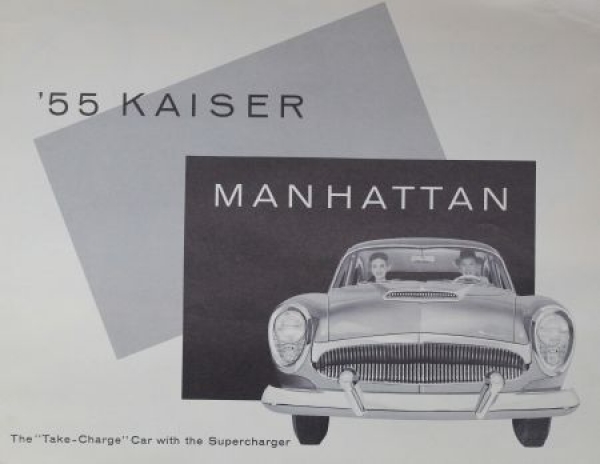 '55 KAISER
MANHATTAN
The "Take-Charge" Car with the Supercharger